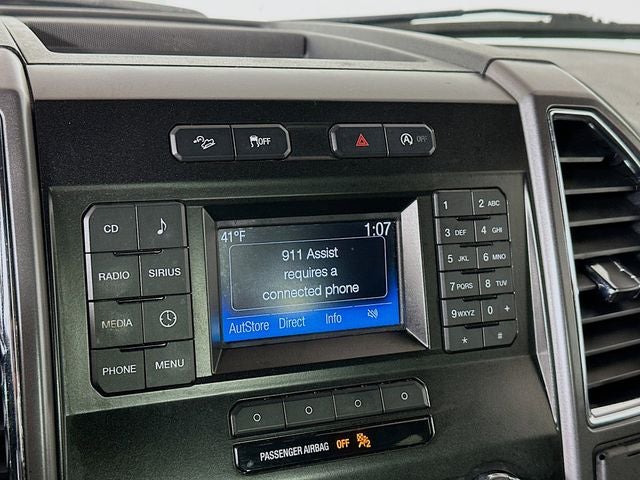 OFF
A OFF
CD
RADIO SIRIUS
MEDIA
PHONE MENU
41°F 1:07
911 Assist
requires a
connected phone
AutStore Direct Info
1 2 ABC
3 DEF 4 GHI
5 JKL 6 MNO
7 PQRS 8 TUV
9 WXYZ 0 +
* #
PASSENGER AIRBAG OFF 2